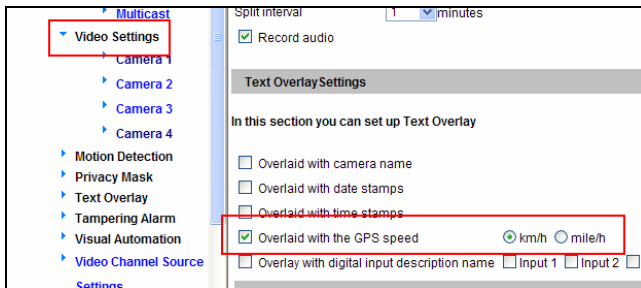 Multicast
Video Settings
Camera 1
Camera 2
Camera 3
Camera 4
Motion Detection
Privacy Mask
Text Overlay
Tampering Alarm
Visual Automation
Video Channel Source
Settings
Split interval 1 minutes
Record audio
Text OverlaySettings
In this section you can set up Text Overlay
Overlaid with camera name
Overlaid with date stamps
Overlaid with time stamps
Overlaid with the GPS speed km/h mile/h
Overlay with digital input description name Input 1 Input 2